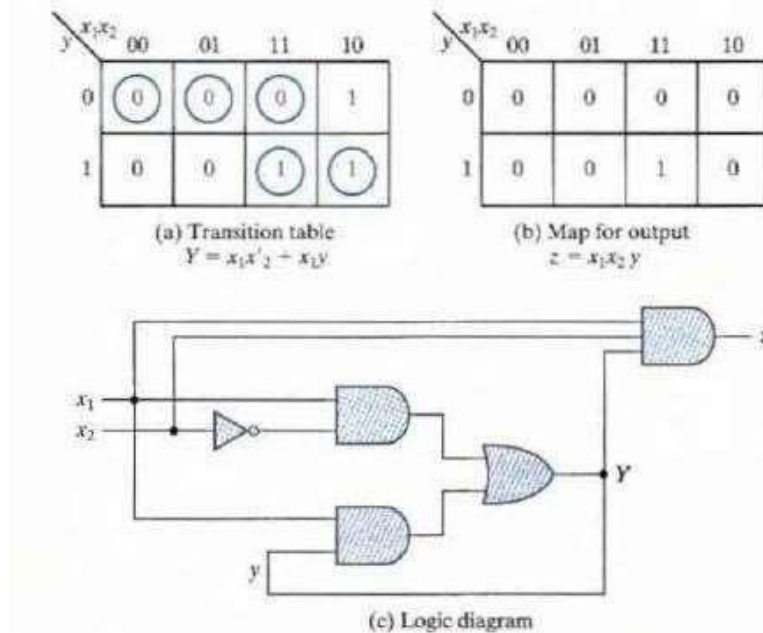 x₁x₂
y 00 01 11 10
0 0 0 0 1
1 0 0 1 1
(a) Transition table
Y = x₁x'₂ + x₁y
x₁x₂
y 00 01 11 10
0 0 0 0 0
1 0 0 1 0
(b) Map for output
z = x₁x₂ y
x₁
x₂
Y
y
(c) Logic diagram